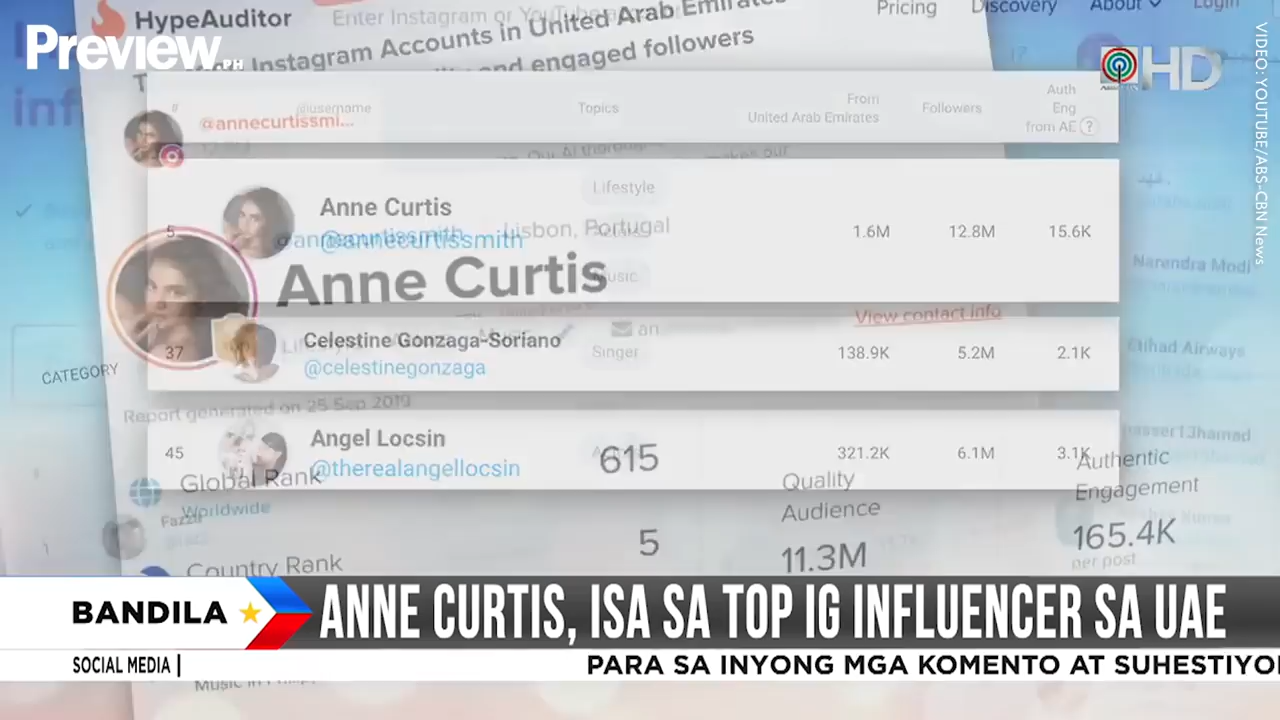 HypeAuditor
Enter Instagram or YouTube
Pricing
Discovery
About
Login
Preview.PH
HD
Instagram Accounts in United Arab Emirates
and engaged followers
VIDEO: YOUTUBE/ABS-CBN News
#
@username
Topics
From
United Arab Emirates
Followers
Auth
Eng
from AE ?
@annecurtissmi...
Lifestyle
5
Anne Curtis
@annecurtissmith
1.6M
12.8M
15.6K
Lisbon, Portugal
Music
Anne Curtis
Narendra Modi
View contact info
37
Celestine Gonzaga-Soriano
@celestinegonzaga
Singer
138.9K
5.2M
2.1K
Etihad Airways
CATEGORY
Report generated on 25 Sep 2019
45
Angel Locsin
@therealangellocsin
321.2K
6.1M
3.1K
615
Global Rank
Worldwide
Quality
Audience
11.3M
Authentic
Engagement
165.4K
per post
5
Country Rank
BANDILA
ANNE CURTIS, ISA SA TOP IG INFLUENCER SA UAE
SOCIAL MEDIA |
PARA SA INYONG MGA KOMENTO AT SUHESTIYO